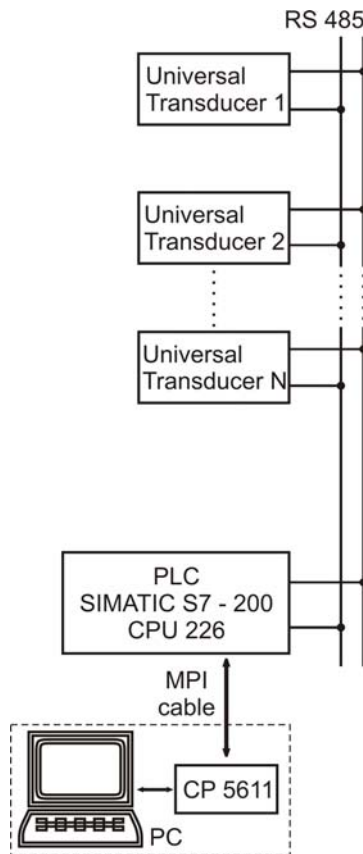 RS 485
Universal
Transducer 1
Universal
Transducer 2
Universal
Transducer N
PLC
SIMATIC S7 - 200
CPU 226
MPI
cable
CP 5611
PC